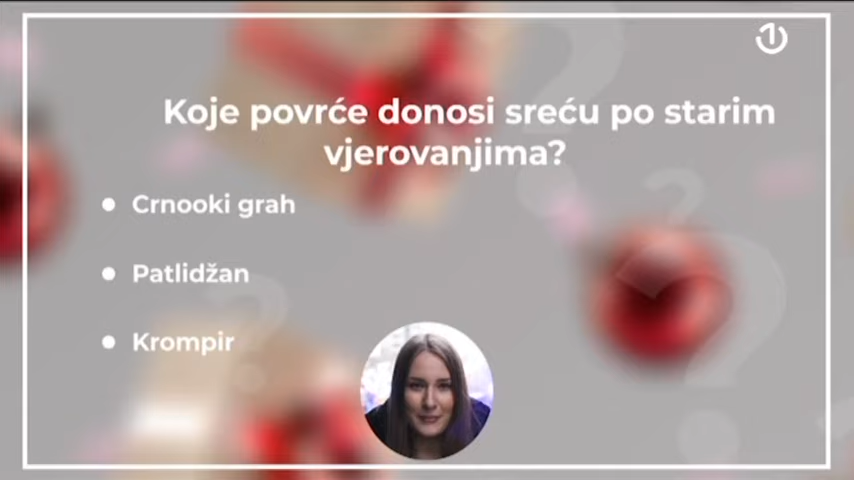 Koje povrće donosi sreću po starim
vjerovanjima?
Crnooki grah
Patlidžan
Krompir